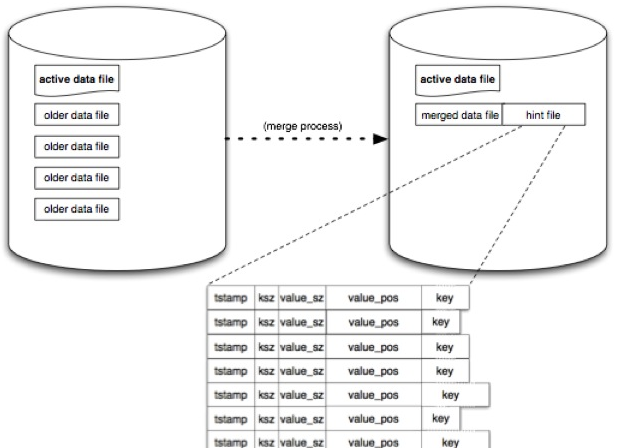 active data file
older data file
older data file
older data file
older data file
(merge process)
active data file
merged data file hint file
tstamp ksz value_sz value_pos key
tstamp ksz value_sz value_pos key
tstamp ksz value_sz value_pos key
tstamp ksz value_sz value_pos key
tstamp ksz value_sz value_pos key
tstamp ksz value_sz value_pos key
tstamp ksz value_sz value_pos key